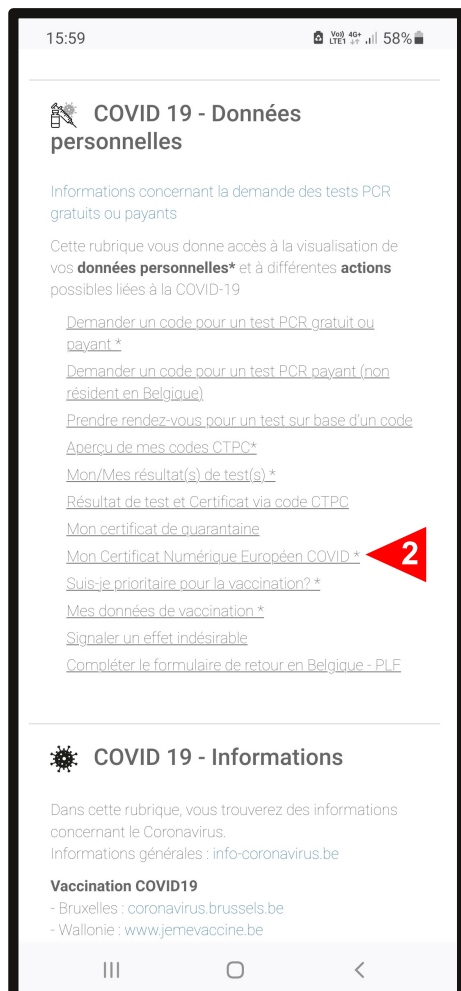 15:59
Vo)) 4G+ LTE1 58%
COVID 19 - Données
personnelles
Informations concernant la demande des tests PCR
gratuits ou payants
Cette rubrique vous donne accès à la visualisation de
vos données personnelles* et à différentes actions
possibles liées à la COVID-19
Demander un code pour un test PCR gratuit ou
payant *
Demander un code pour un test PCR payant (non
résident en Belgique)
Prendre rendez-vous pour un test sur base d'un code
Aperçu de mes codes CTPC*
Mon/Mes résultat(s) de test(s) *
Résultat de test et Certificat via code CTPC
Mon certificat de quarantaine
Mon Certificat Numérique Européen COVID *
2
Suis-je prioritaire pour la vaccination? *
Mes données de vaccination *
Signaler un effet indésirable
Compléter le formulaire de retour en Belgique - PLF
COVID 19 - Informations
Dans cette rubrique, vous trouverez des informations
concernant le Coronavirus.
Informations générales : info-coronavirus.be
Vaccination COVID19
- Bruxelles : coronavirus.brussels.be
- Wallonie : www.jemevaccine.be